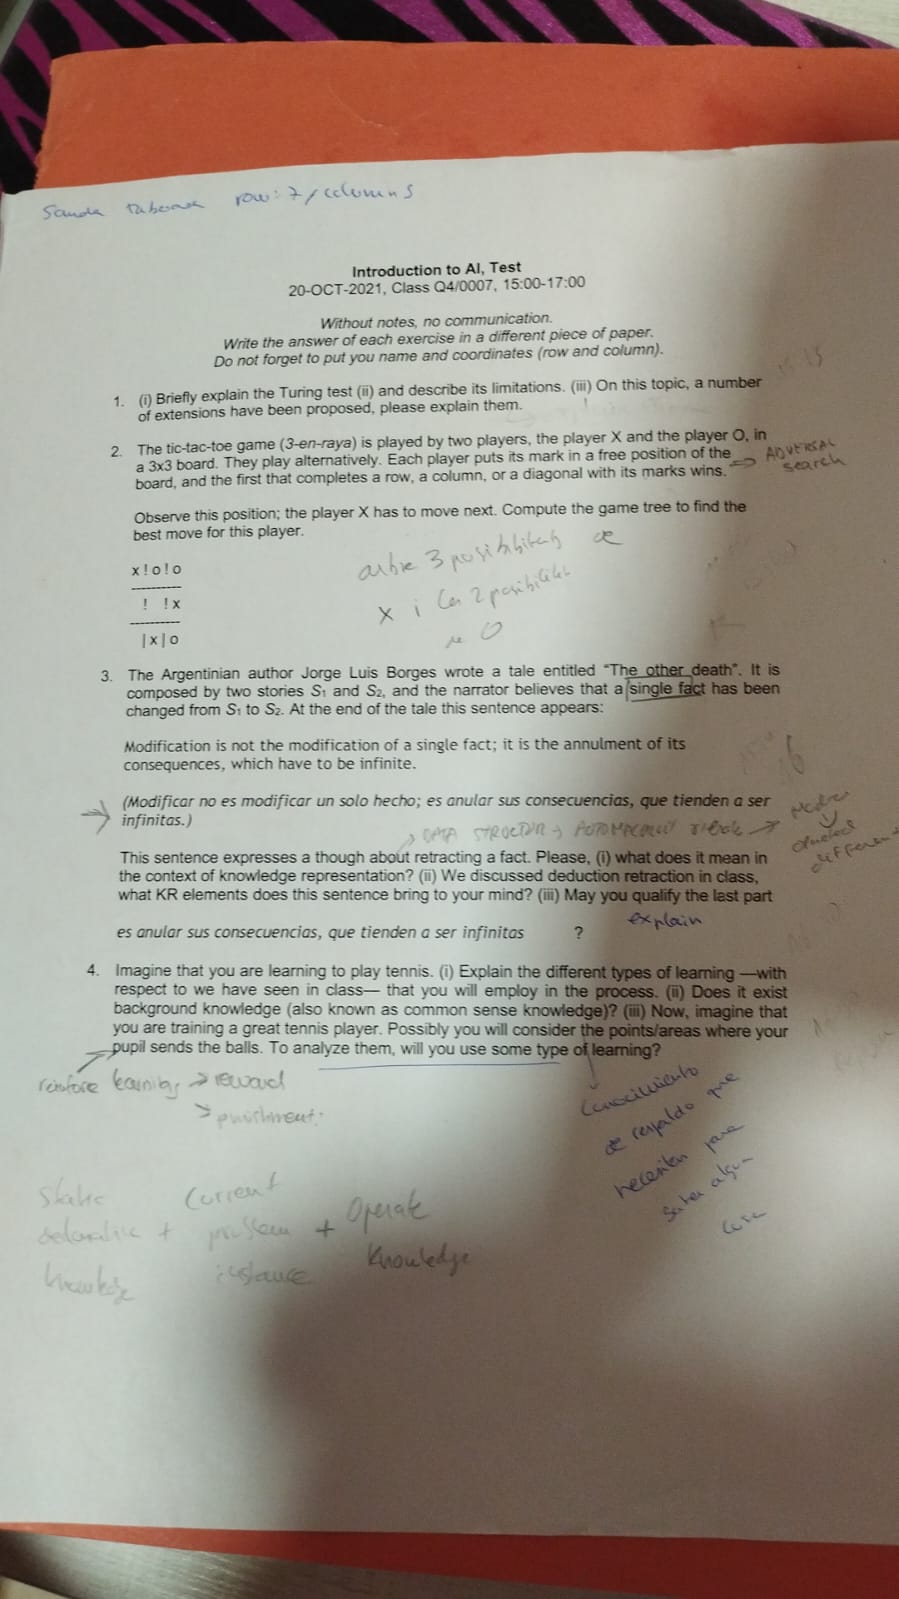 row: 7 / columns
Introduction to AI, Test
20-OCT-2021, Class Q4/0007, 15:00-17:00
Without notes, no communication.
Write the answer of each exercise in a different piece of paper.
Do not forget to put you name and coordinates (row and column).
1. (i) Briefly explain the Turing test (ii) and describe its limitations. (iii) On this topic, a number
of extensions have been proposed, please explain them.
2. The tic-tac-toe game (3-en-raya) is played by two players, the player X and the player O, in
a 3x3 board. They play alternatively. Each player puts its mark in a free position of the
board, and the first that completes a row, a column, or a diagonal with its marks wins.
ADVERSAL
search
Observe this position; the player X has to move next. Compute the game tree to find the
best move for this player.
x!o!o
----------
! !x
----------
|x|o
arbre 3 posibilitats de
X i les 2 posibilitats
de O
3. The Argentinian author Jorge Luis Borges wrote a tale entitled "The other death". It is
composed by two stories S1 and S2, and the narrator believes that a single fact has been
changed from S1 to S2. At the end of the tale this sentence appears:
Modification is not the modification of a single fact; it is the annulment of its
consequences, which have to be infinite.
(Modificar no es modificar un solo hecho; es anular sus consecuencias, que tienden a ser
infinitas.)
DATA
This sentence expresses a though about retracting a fact. Please, (i) what does it mean in
the context of knowledge representation? (ii) We discussed deduction retraction in class,
what KR elements does this sentence bring to your mind? (iii) May you qualify the last part
explain
es anular sus consecuencias, que tienden a ser infinitas ?
4. Imagine that you are learning to play tennis. (i) Explain the different types of learning —with
respect to we have seen in class— that you will employ in the process. (ii) Does it exist
background knowledge (also known as common sense knowledge)? (iii) Now, imagine that
you are training a great tennis player. Possibly you will consider the points/areas where your
pupil sends the balls. To analyze them, will you use some type of learning?
reinforce learning → reward
→ punishment
Conocimiento
de respaldo que
necesitan para
saber alguna
cosa
Static Current
declarative + problem + Operate
knowledge instance Knowledge